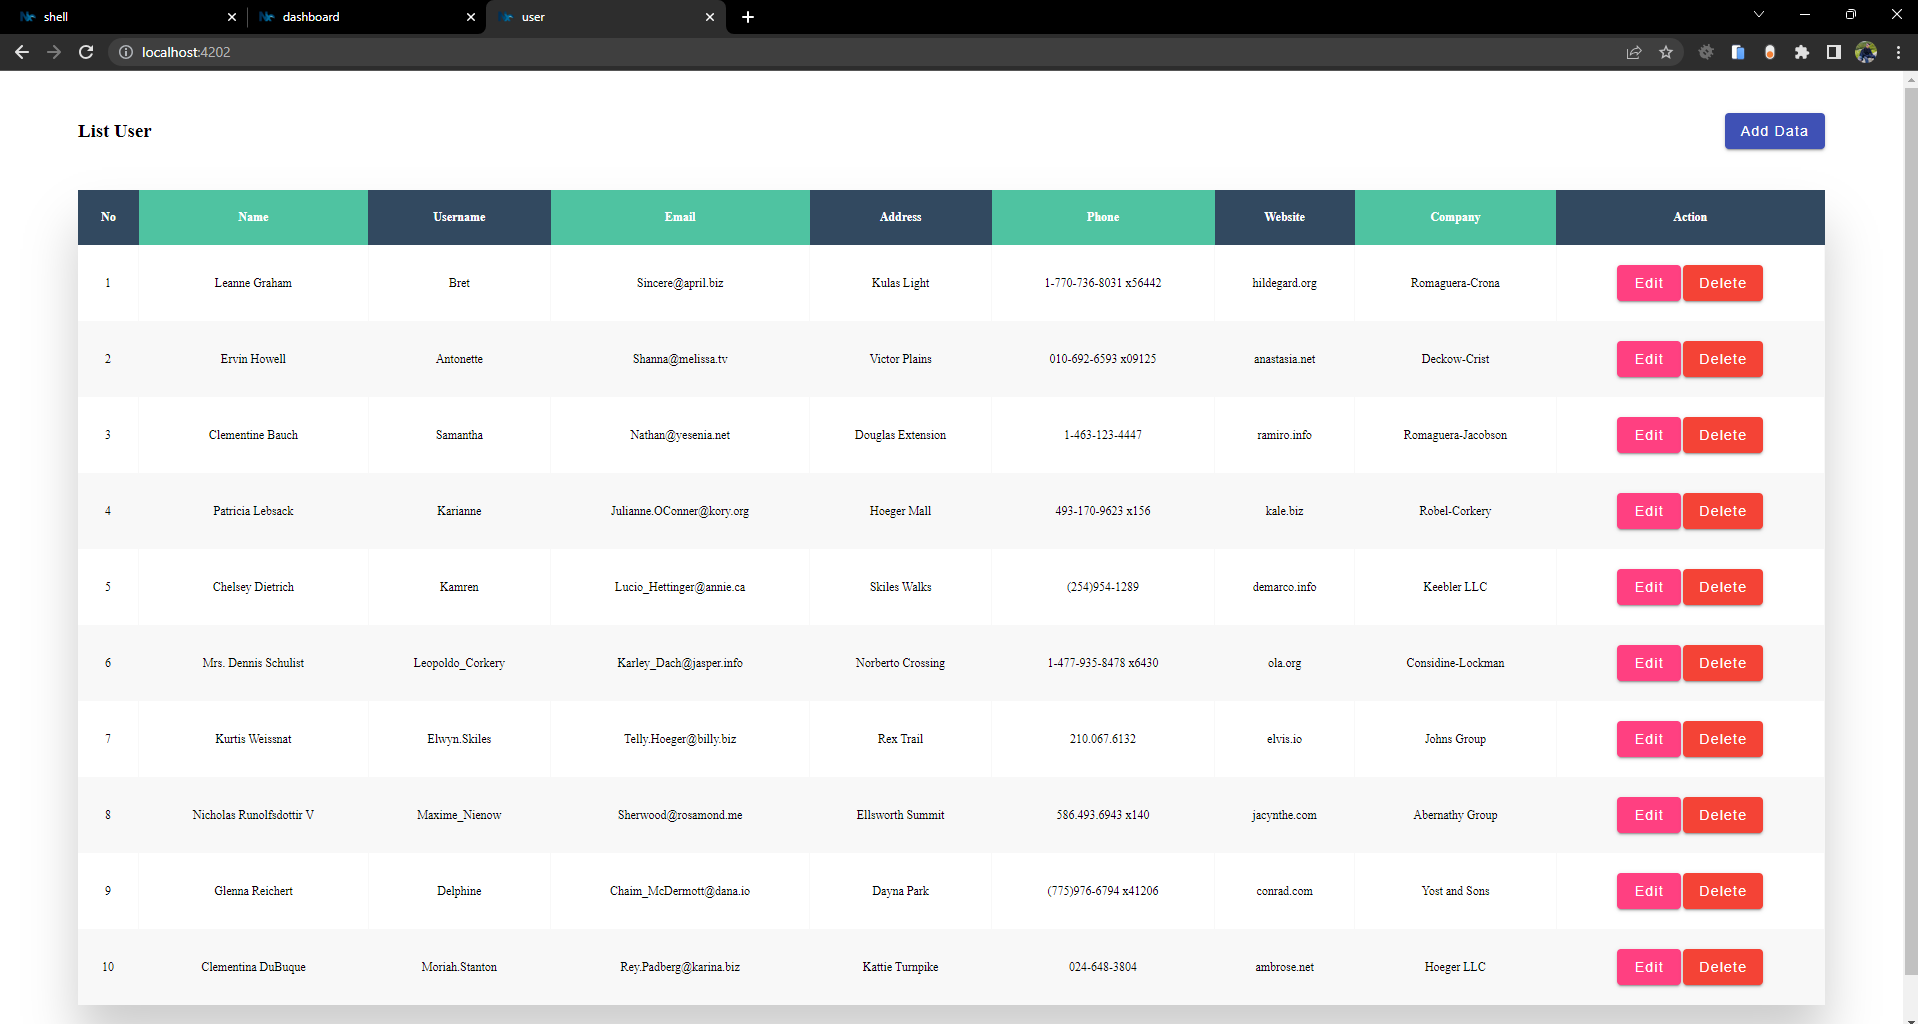 shell dashboard user
localhost:4202
List User Add Data
No Name Username Email Address Phone Website Company Action
1 Leanne Graham Bret Sincere@april.biz Kulas Light 1-770-736-8031 x56442 hildegard.org Romaguera-Crona Edit Delete
2 Ervin Howell Antonette Shanna@melissa.tv Victor Plains 010-692-6593 x09125 anastasia.net Deckow-Crist Edit Delete
3 Clementine Bauch Samantha Nathan@yesenia.net Douglas Extension 1-463-123-4447 ramiro.info Romaguera-Jacobson Edit Delete
4 Patricia Lebsack Karianne Julianne.OConner@kory.org Hoeger Mall 493-170-9623 x156 kale.biz Robel-Corkery Edit Delete
5 Chelsey Dietrich Kamren Lucio_Hettinger@annie.ca Skiles Walks (254)954-1289 demarco.info Keebler LLC Edit Delete
6 Mrs. Dennis Schulist Leopoldo_Corkery Karley_Dach@jasper.info Norberto Crossing 1-477-935-8478 x6430 ola.org Considine-Lockman Edit Delete
7 Kurtis Weissnat Elwyn.Skiles Telly.Hoeger@billy.biz Rex Trail 210.067.6132 elvis.io Johns Group Edit Delete
8 Nicholas Runolfsdottir V Maxime_Nienow Sherwood@rosamond.me Ellsworth Summit 586.493.6943 x140 jacynthe.com Abernathy Group Edit Delete
9 Glenna Reichert Delphine Chaim_McDermott@dana.io Dayna Park (775)976-6794 x41206 conrad.com Yost and Sons Edit Delete
10 Clementina DuBuque Moriah.Stanton Rey.Padberg@karina.biz Kattie Turnpike 024-648-3804 ambrose.net Hoeger LLC Edit Delete